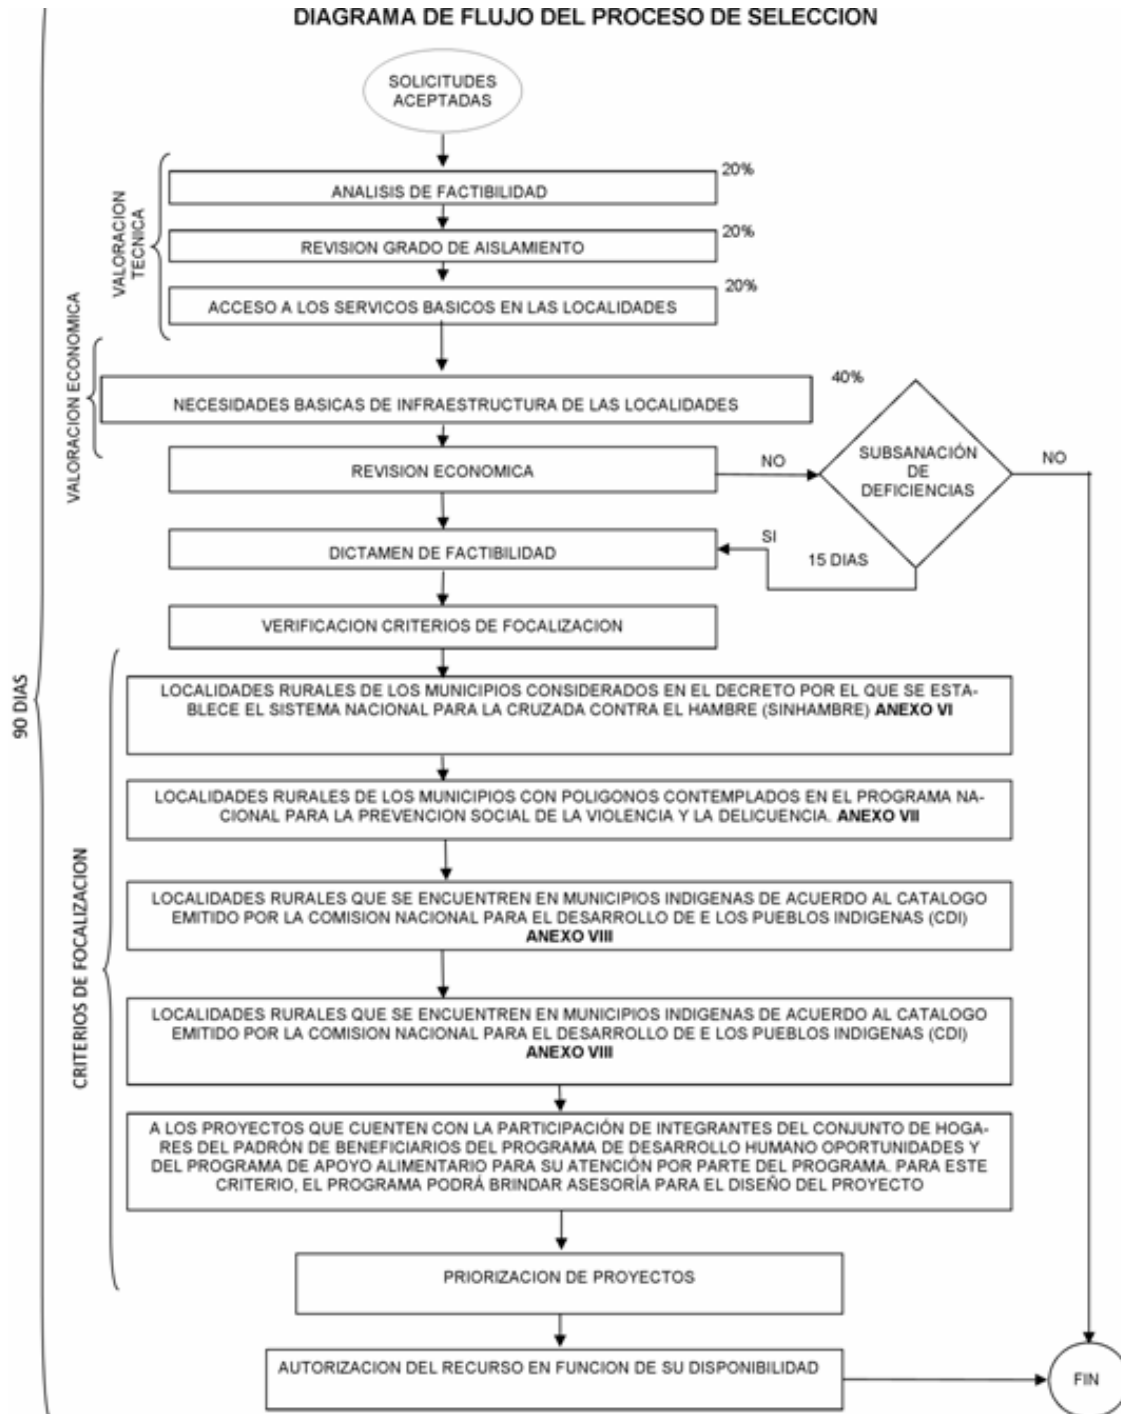 DIAGRAMA DE FLUJO DEL PROCESO DE SELECCION
SOLICITUDES
ACEPTADAS
20%
ANALISIS DE FACTIBILIDAD
20%
REVISION GRADO DE AISLAMIENTO
20%
ACCESO A LOS SERVICOS BASICOS EN LAS LOCALIDADES
VALORACION
TECNICA
40%
NECESIDADES BASICAS DE INFRAESTRUCTURA DE LAS LOCALIDADES
VALORACION ECONOMICA
REVISION ECONOMICA
NO
SUBSANACIÓN
DE
DEFICIENCIAS
NO
SI
15 DIAS
DICTAMEN DE FACTIBILIDAD
VERIFICACION CRITERIOS DE FOCALIZACION
90 DIAS
CRITERIOS DE FOCALIZACION
LOCALIDADES RURALES DE LOS MUNICIPIOS CONSIDERADOS EN EL DECRETO POR EL QUE SE ESTA-
BLECE EL SISTEMA NACIONAL PARA LA CRUZADA CONTRA EL HAMBRE (SINHAMBRE) ANEXO VI
LOCALIDADES RURALES DE LOS MUNICIPIOS CON POLIGONOS CONTEMPLADOS EN EL PROGRAMA NA-
CIONAL PARA LA PREVENCION SOCIAL DE LA VIOLENCIA Y LA DELICUENCIA. ANEXO VII
LOCALIDADES RURALES QUE SE ENCUENTREN EN MUNICIPIOS INDIGENAS DE ACUERDO AL CATALOGO
EMITIDO POR LA COMISION NACIONAL PARA EL DESARROLLO DE E LOS PUEBLOS INDIGENAS (CDI)
ANEXO VIII
LOCALIDADES RURALES QUE SE ENCUENTREN EN MUNICIPIOS INDIGENAS DE ACUERDO AL CATALOGO
EMITIDO POR LA COMISION NACIONAL PARA EL DESARROLLO DE E LOS PUEBLOS INDIGENAS (CDI)
ANEXO VIII
A LOS PROYECTOS QUE CUENTEN CON LA PARTICIPACIÓN DE INTEGRANTES DEL CONJUNTO DE HOGA-
RES DEL PADRÓN DE BENEFICIARIOS DEL PROGRAMA DE DESARROLLO HUMANO OPORTUNIDADES Y
DEL PROGRAMA DE APOYO ALIMENTARIO PARA SU ATENCIÓN POR PARTE DEL PROGRAMA. PARA ESTE
CRITERIO, EL PROGRAMA PODRÁ BRINDAR ASESORÍA PARA EL DISEÑO DEL PROYECTO
PRIORIZACION DE PROYECTOS
AUTORIZACION DEL RECURSO EN FUNCION DE SU DISPONIBILIDAD
FIN